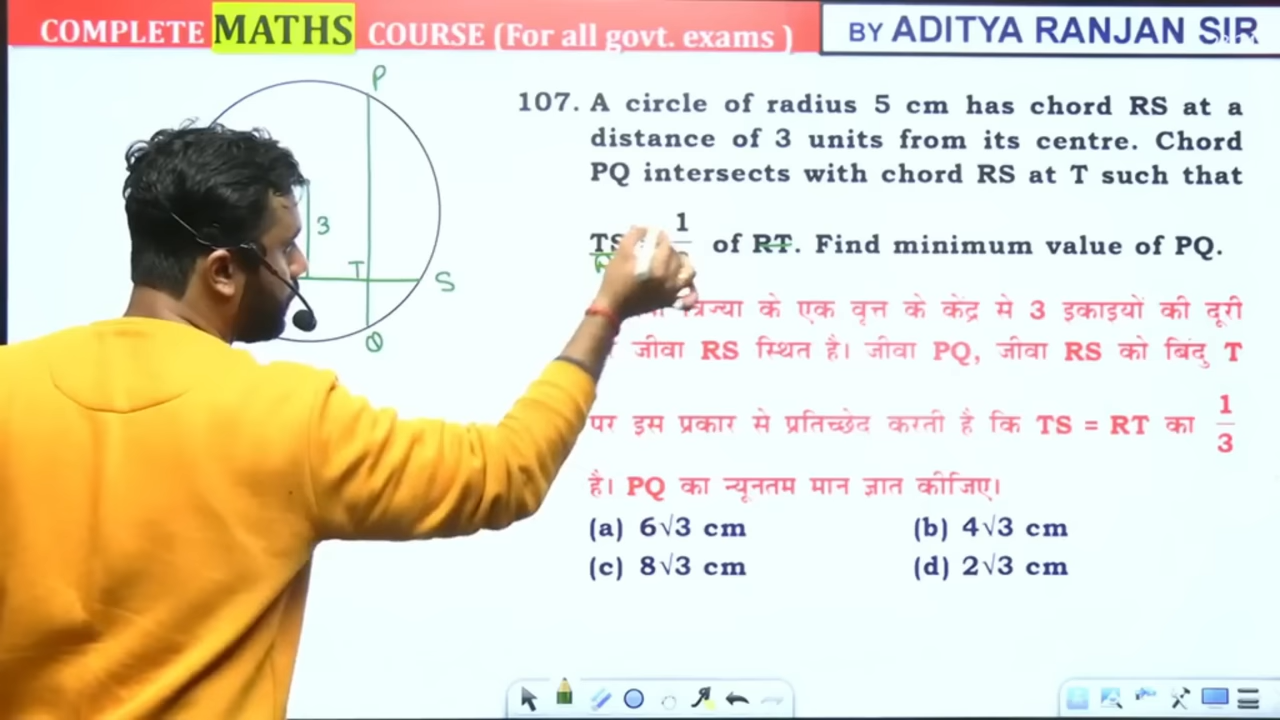 COMPLETE MATHS COURSE (For all govt. exams )
BY ADITYA RANJAN SIR
P
3
T
S
Q
107. A circle of radius 5 cm has chord RS at a
distance of 3 units from its centre. Chord
PQ intersects with chord RS at T such that
TS 1 of RT. Find minimum value of PQ.
त्रिज्या के एक वृत्त के केंद्र से 3 इकाइयों की दूरी
जीवा RS स्थित है। जीवा PQ, जीवा RS को बिंदु T
पर इस प्रकार से प्रतिच्छेद करती है कि TS = RT का 1/3
है। PQ का न्यूनतम मान ज्ञात कीजिए।
(a) 6√3 cm (b) 4√3 cm
(c) 8√3 cm (d) 2√3 cm